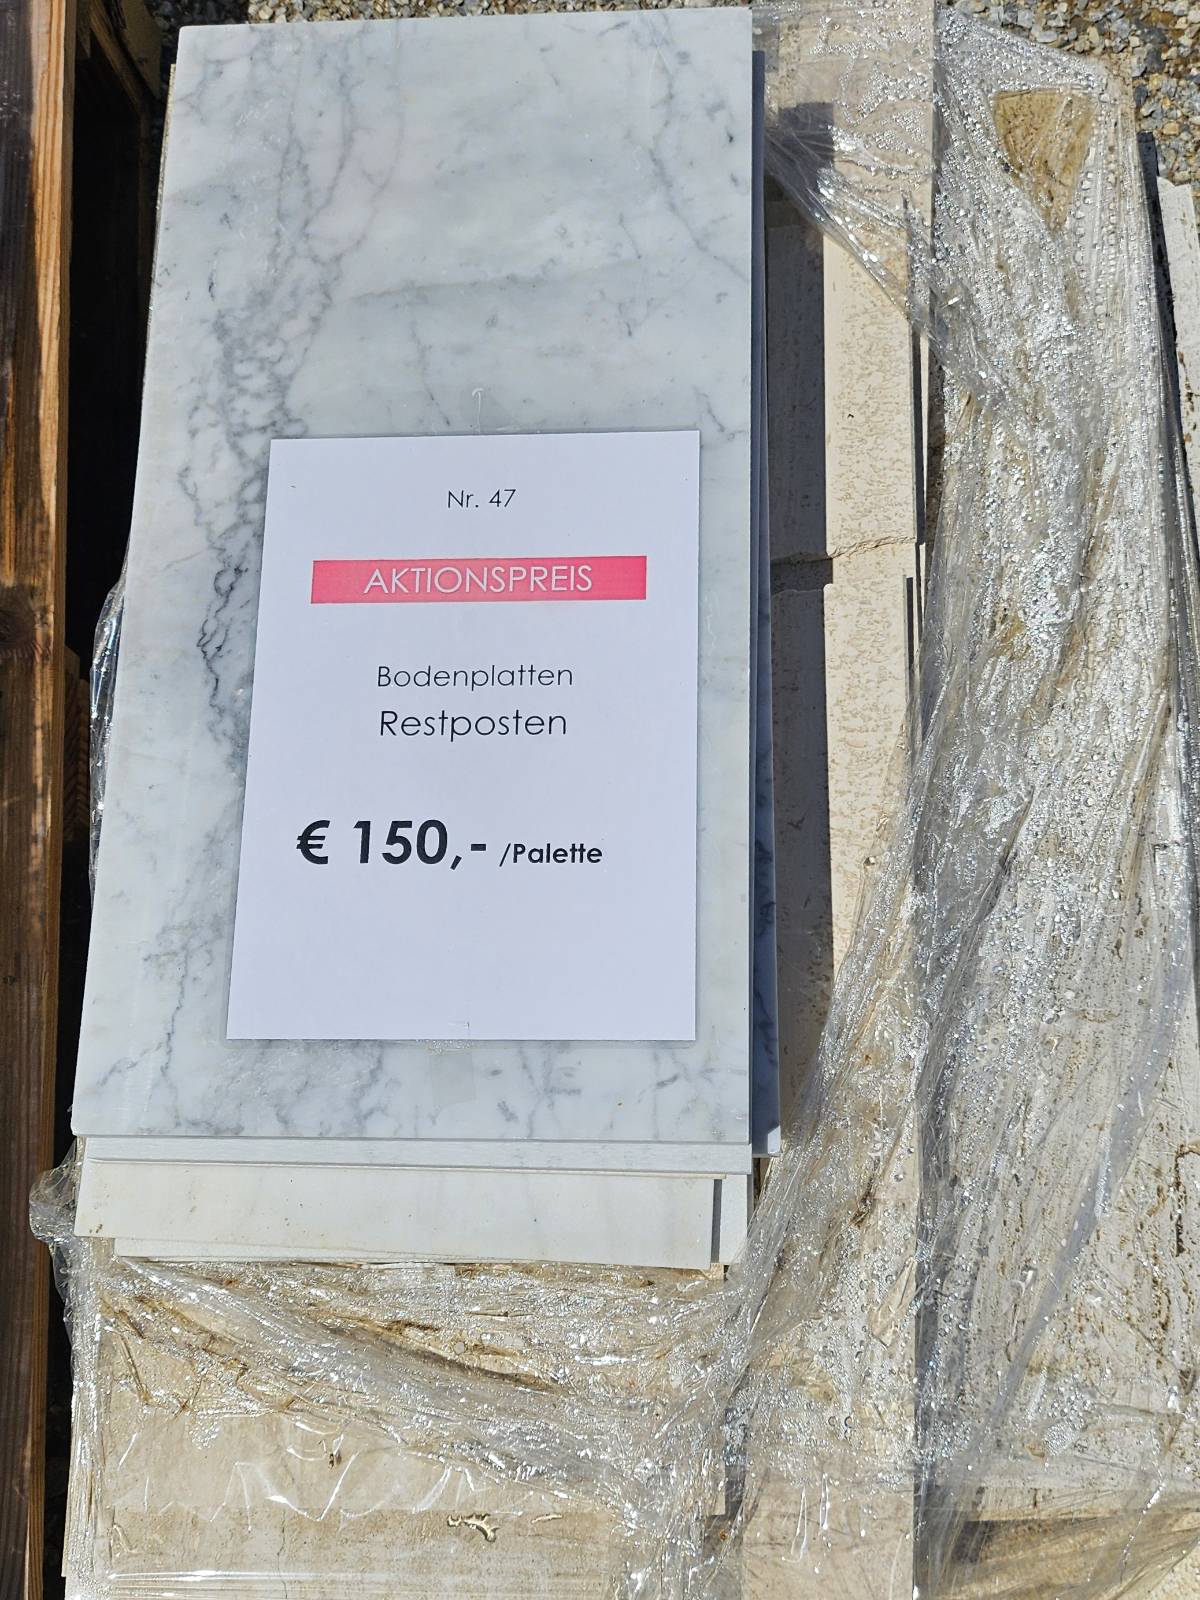 Nr. 47
AKTIONSPREIS
Bodenplatten
Restposten
€ 150,- /Palette